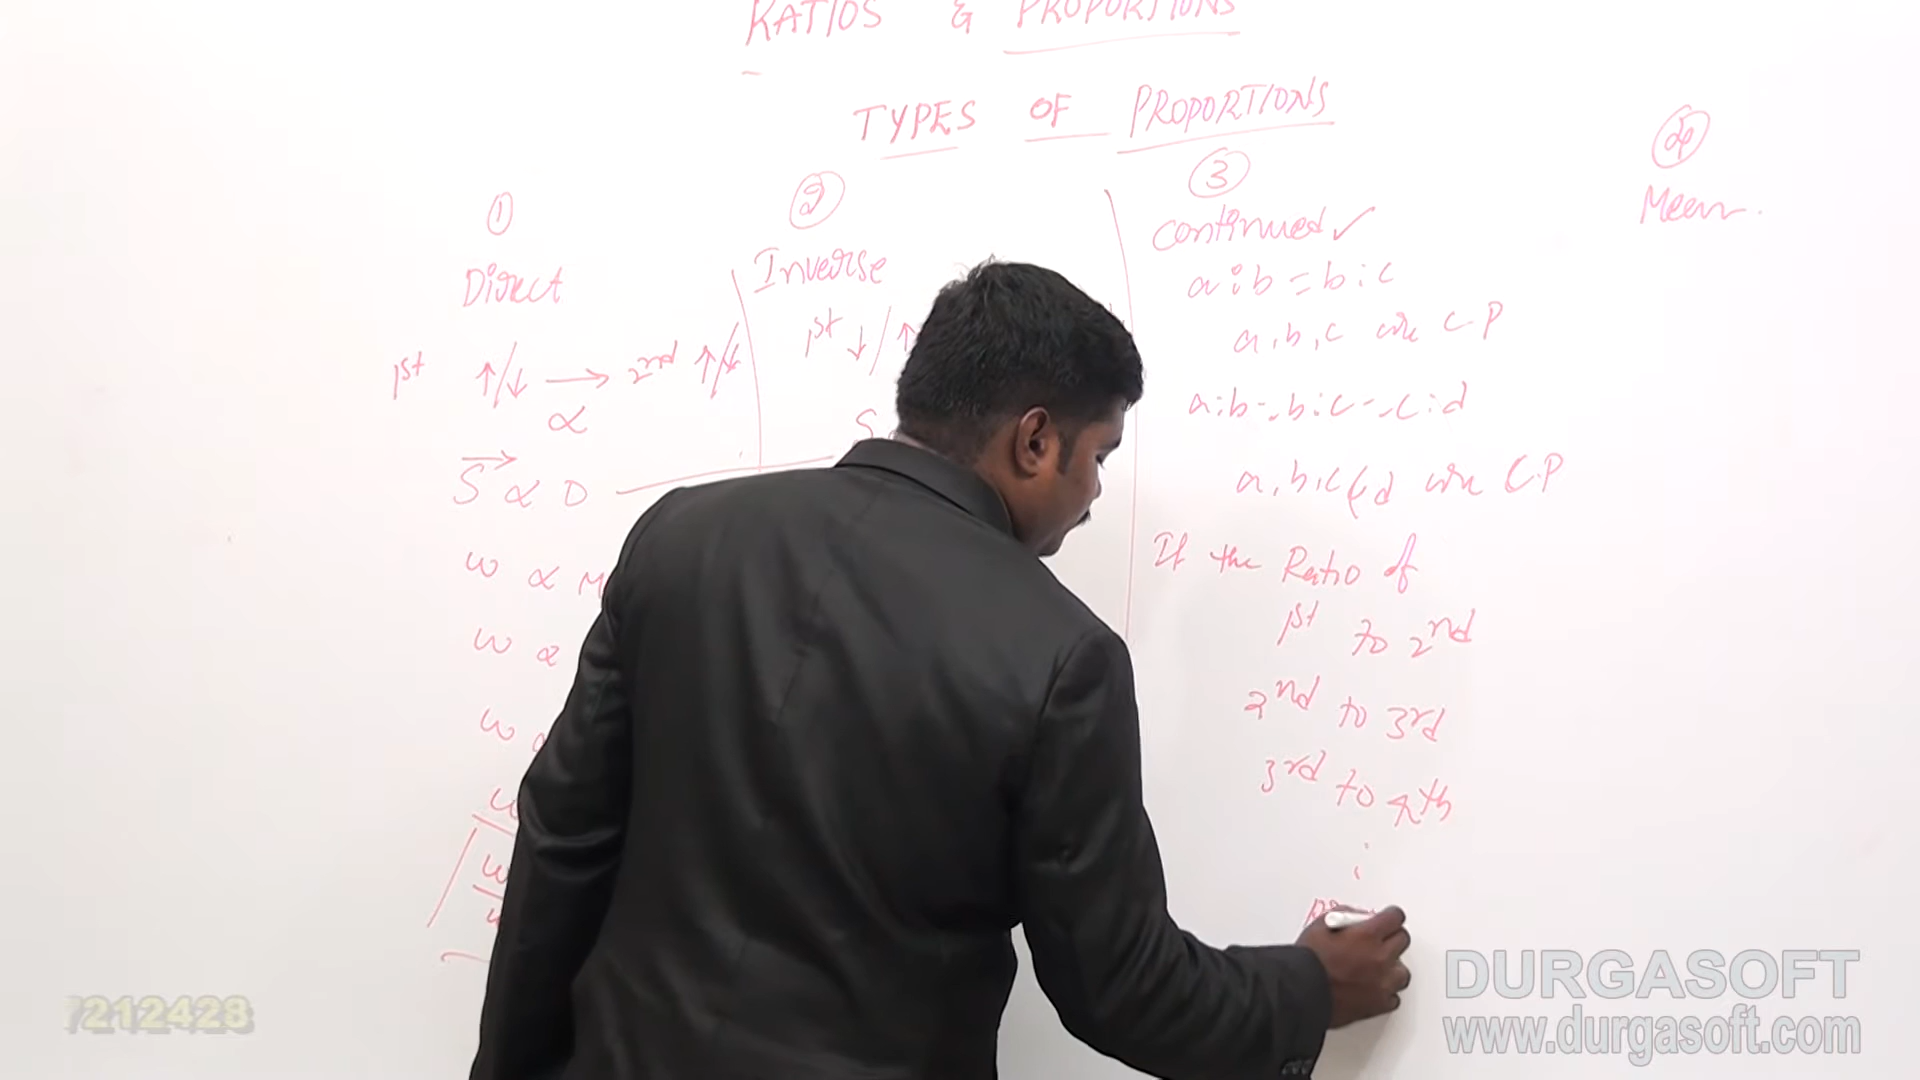 RATIOS & PROPORTIONS
TYPES OF PROPORTIONS
①
Direct
1st ↑/↓ → 2nd ↑/↓
α
S α D
w α M
w α
w
w
w
②
Inverse
1st ↓/↑
S
③
continued ✓
a:b = b:c
a,b,c are C.P
a:b = b:c = c:d
a,b,c & d are C.P
If the Ratio of
1st to 2nd
2nd to 3rd
3rd to 4th
④
Mean.
7212428
DURGASOFT
www.durgasoft.com